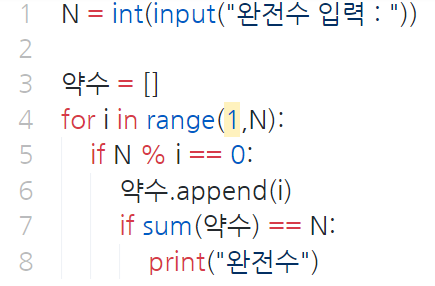 1 N = int(input("완전수 입력 : "))
2
3 약수 = []
4 for i in range(1,N):
5 if N % i == 0:
6 약수.append(i)
7 if sum(약수) == N:
8 print("완전수")